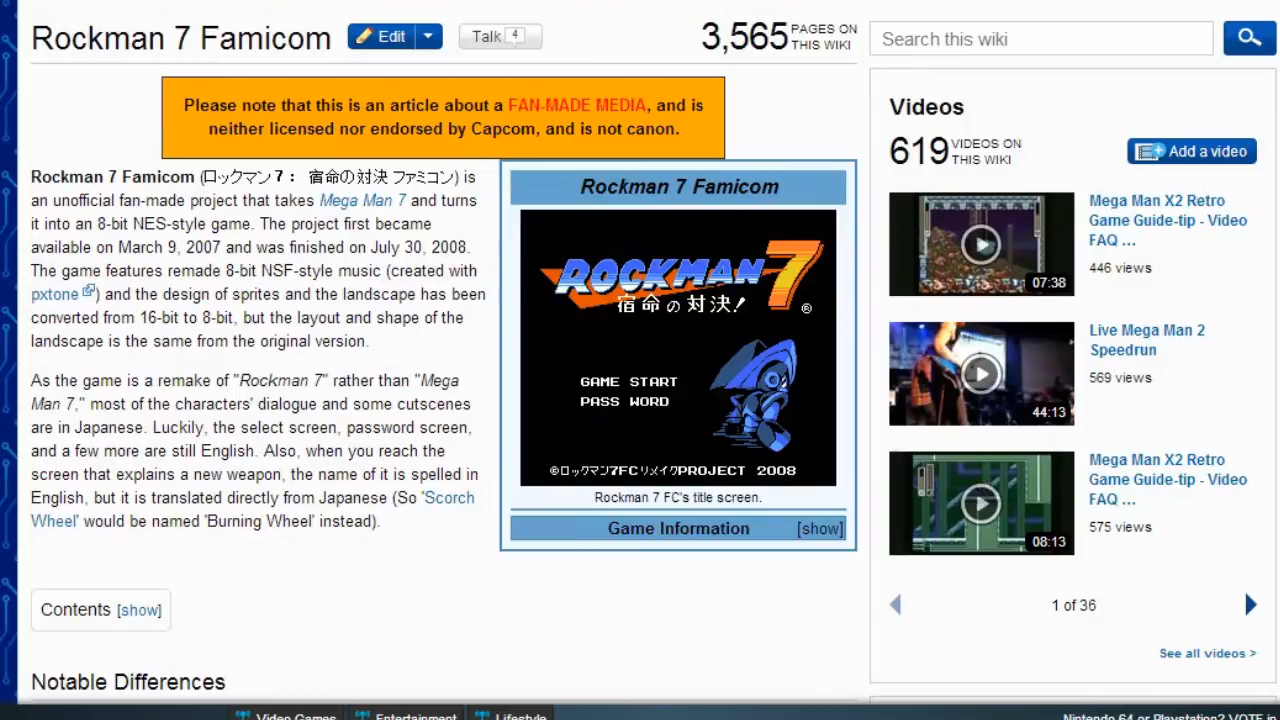 Rockman 7 Famicom
Edit
Talk 4
3,565 PAGES ON THIS WIKI
Search this wiki
Please note that this is an article about a FAN-MADE MEDIA, and is
neither licensed nor endorsed by Capcom, and is not canon.
Rockman 7 Famicom (ロックマン7： 宿命の対決 ファミコン) is
an unofficial fan-made project that takes Mega Man 7 and turns
it into an 8-bit NES-style game. The project first became
available on March 9, 2007 and was finished on July 30, 2008.
The game features remade 8-bit NSF-style music (created with
pxtone) and the design of sprites and the landscape has been
converted from 16-bit to 8-bit, but the layout and shape of the
landscape is the same from the original version.
As the game is a remake of "Rockman 7" rather than "Mega
Man 7," most of the characters' dialogue and some cutscenes
are in Japanese. Luckily, the select screen, password screen,
and a few more are still English. Also, when you reach the
screen that explains a new weapon, the name of it is spelled in
English, but it is translated directly from Japanese (So 'Scorch
Wheel' would be named 'Burning Wheel' instead).
Rockman 7 Famicom
ROCKMAN 7
宿命の対決! ®
GAME START
PASS WORD
©ロックマン7FCリメイクPROJECT 2008
Rockman 7 FC's title screen.
Game Information [show]
Contents [show]
Notable Differences
Videos
619 VIDEOS ON THIS WIKI
Add a video
Mega Man X2 Retro
Game Guide-tip - Video
FAQ ...
446 views
07:38
Live Mega Man 2
Speedrun
569 views
44:13
Mega Man X2 Retro
Game Guide-tip - Video
FAQ ...
575 views
08:13
1 of 36
See all videos >
Video Games
Entertainment
Lifestyle
Nintendo 64 or Playstation? VOTE in